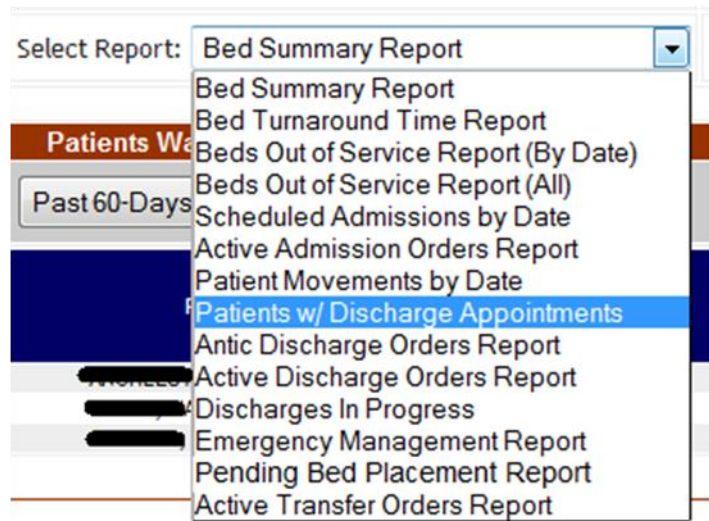 Select Report: Bed Summary Report
Bed Summary Report
Bed Turnaround Time Report
Patients Wa
Beds Out of Service Report (By Date)
Beds Out of Service Report (All)
Past 60-Days
Scheduled Admissions by Date
Active Admission Orders Report
Patient Movements by Date
Patients w/ Discharge Appointments
Antic Discharge Orders Report
Active Discharge Orders Report
Discharges In Progress
Emergency Management Report
Pending Bed Placement Report
Active Transfer Orders Report